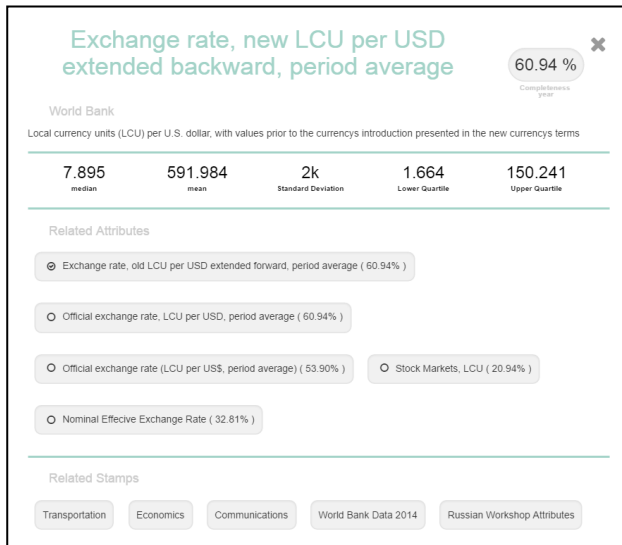 Exchange rate, new LCU per USD
extended backward, period average
60.94 %
Completeness
year
World Bank
Local currency units (LCU) per U.S. dollar, with values prior to the currencys introduction presented in the new currencys terms
7.895 591.984 2k 1.664 150.241
median mean Standard Deviation Lower Quartile Upper Quartile
Related Attributes
Exchange rate, old LCU per USD extended forward, period average ( 60.94% )
Official exchange rate, LCU per USD, period average ( 60.94% )
Official exchange rate (LCU per US$, period average) ( 53.90% ) Stock Markets, LCU ( 20.94% )
Nominal Effecive Exchange Rate ( 32.81% )
Related Stamps
Transportation Economics Communications World Bank Data 2014 Russian Workshop Attributes